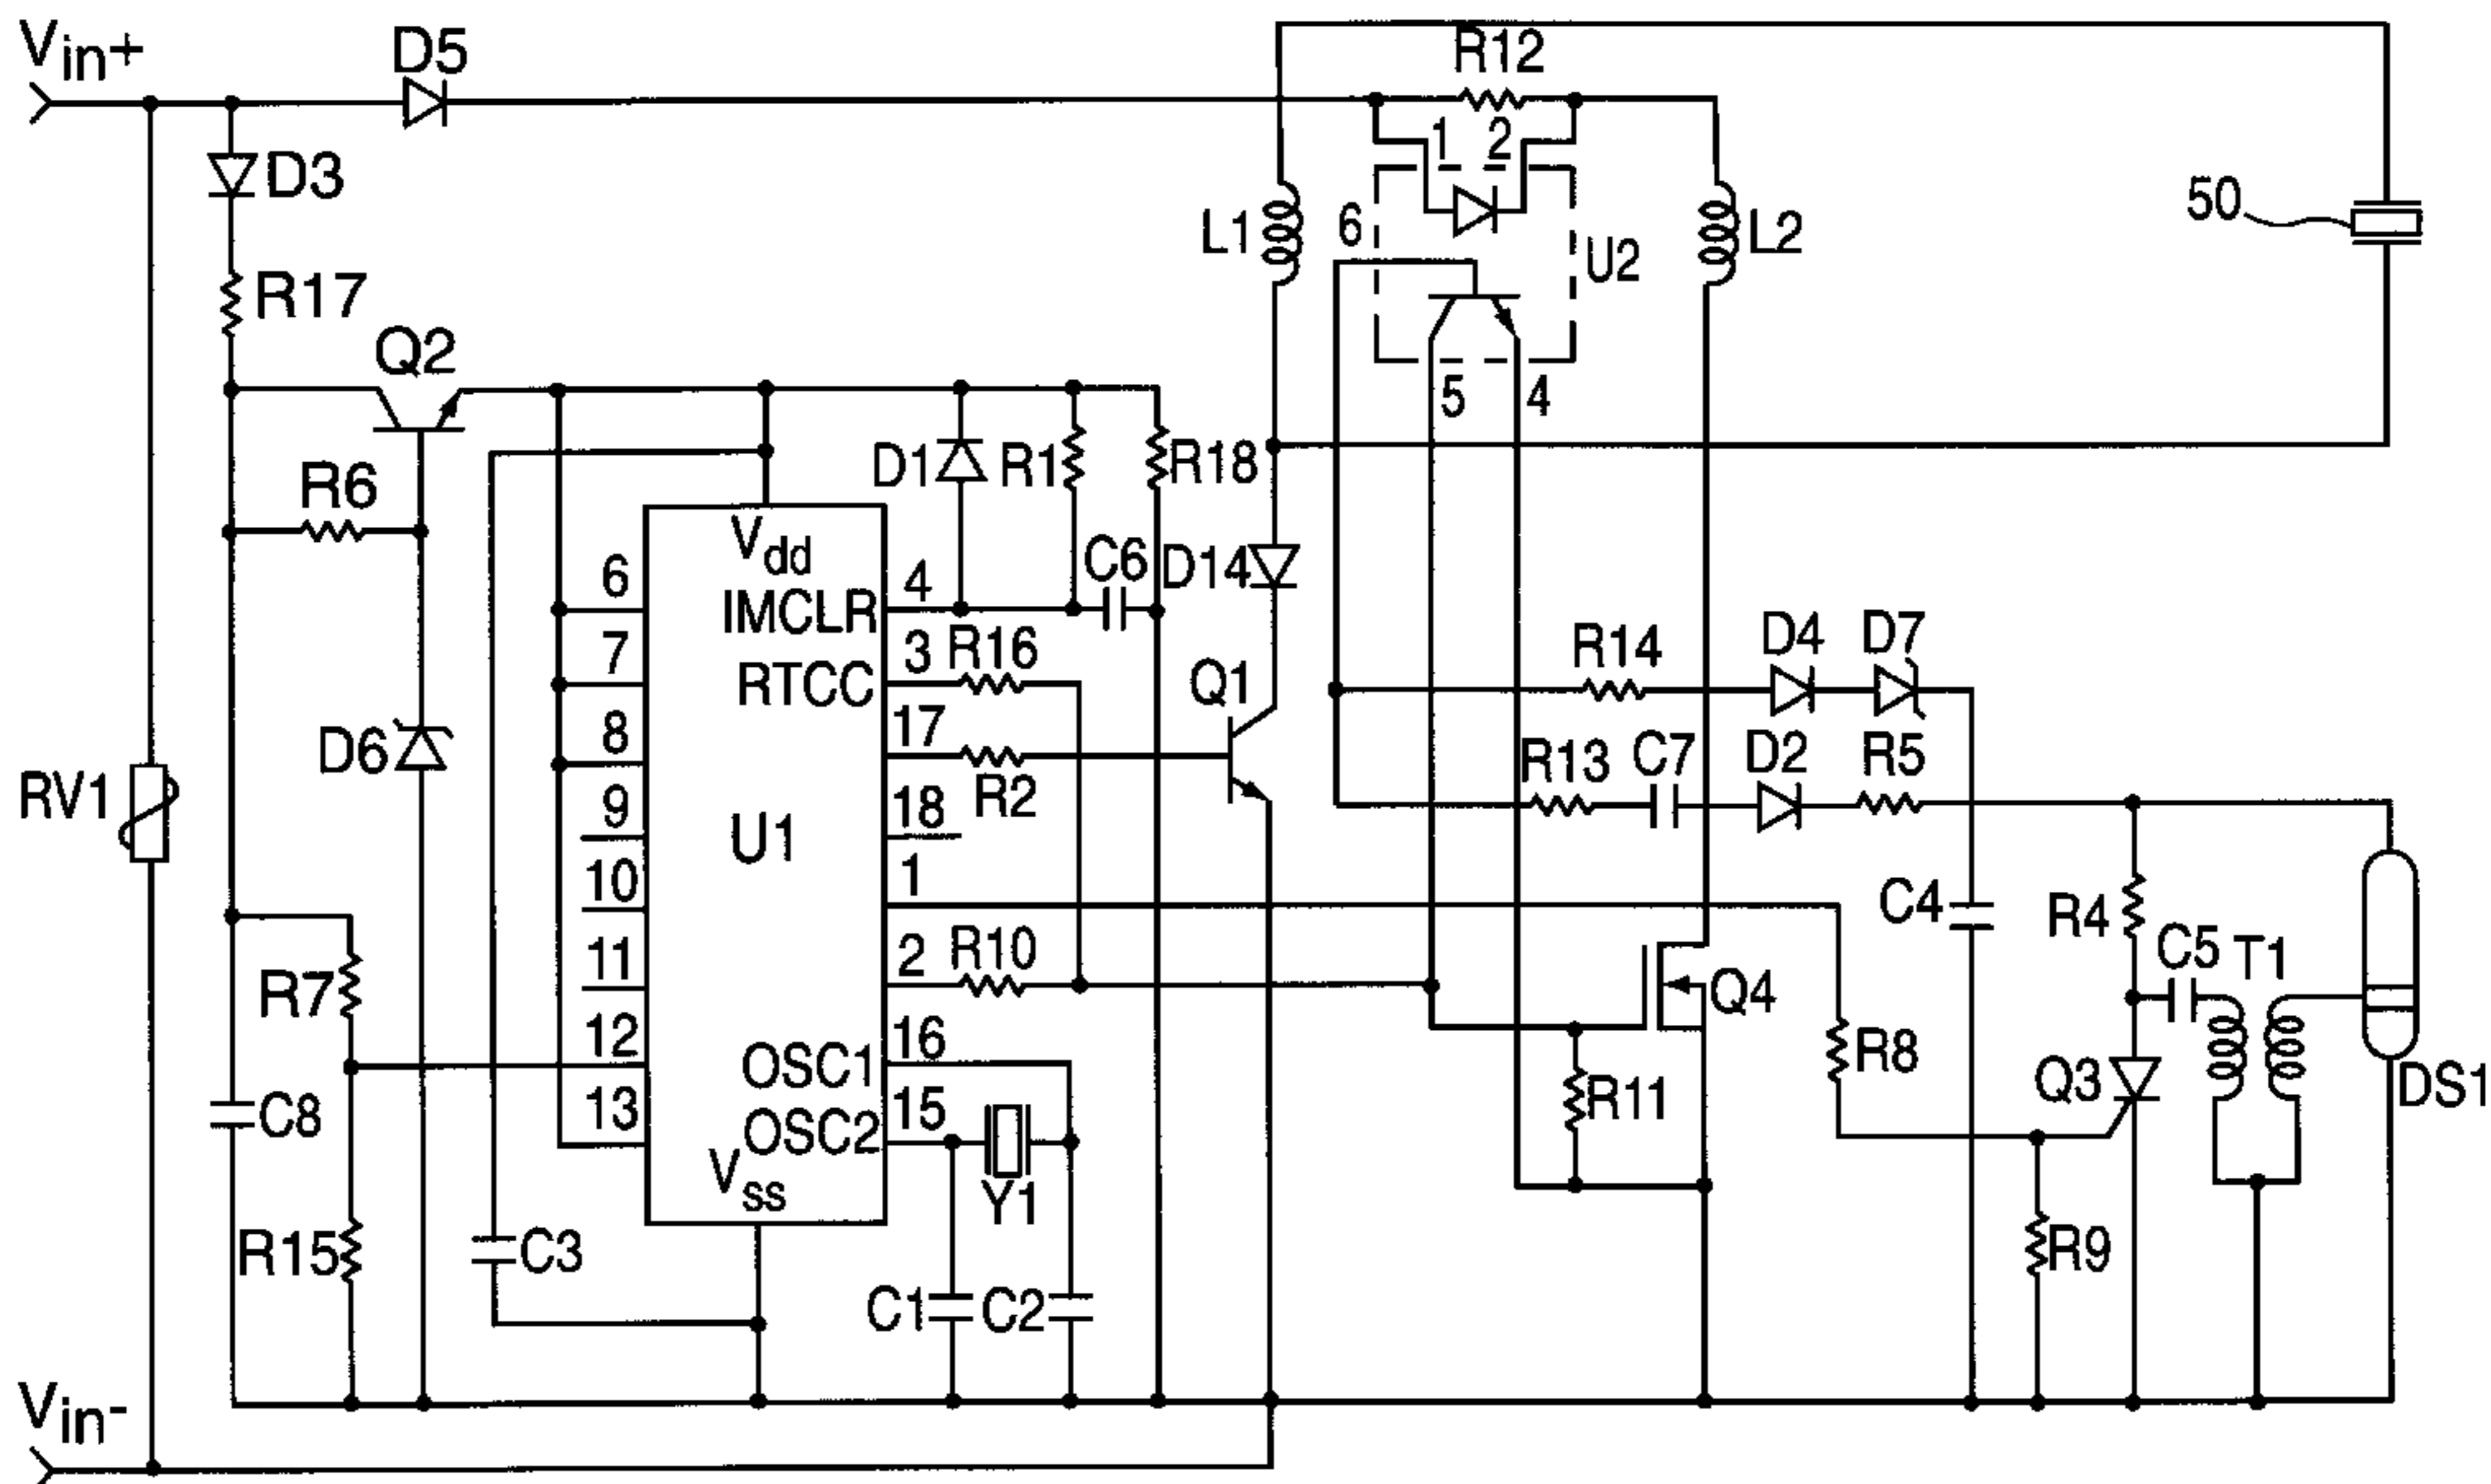 Vin+
D5
R12
D3
1 2
50
L1
6
L2
U2
R17
Q2
5 4
D1
R1
R18
R6
Vdd
C6
D14
6
4
IMCLR
7
3
R16
R14
D4
D7
RTCC
Q1
8
17
R13
C7
D2
R5
D6
R2
RV1
9
18
U1
10
1
C4
R4
C5
T1
11
2
R10
R7
Q4
12
16
R8
OSC1
Q3
DS1
C8
13
15
R11
OSC2
Vss
Y1
R15
C3
R9
C1
C2
Vin-